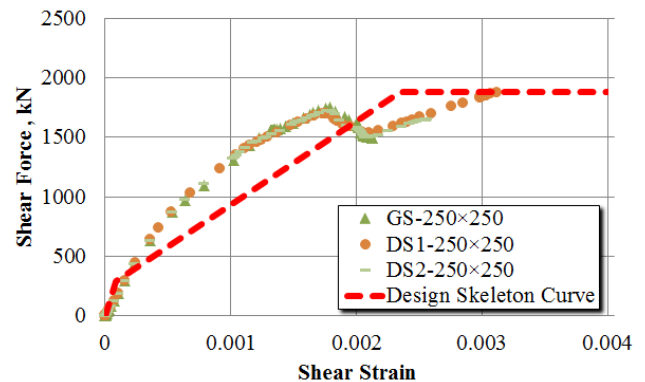 2500
2000
1500
1000
500
0
Shear Force , kN
GS-250×250
DS1-250×250
DS2-250×250
Design Skeleton Curve
0 0.001 0.002 0.003 0.004
Shear Strain